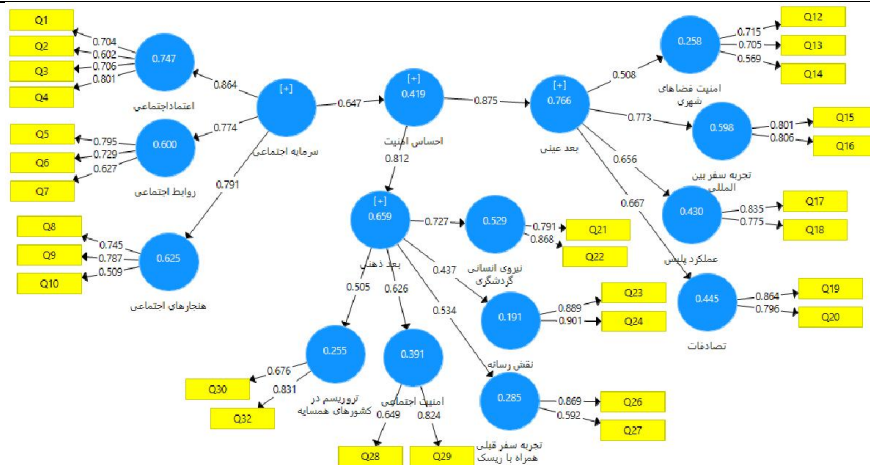 Q1
Q2
Q3
Q4
0.704
0.602
0.706
0.801
0.747
اعتماداجتماعي
0.864
Q5
Q6
Q7
0.795
0.729
0.627
0.600
روابط اجتماعی
0.774
Q8
Q9
Q10
0.745
0.787
0.509
0.625
هنجارهای اجتماعی
0.791
[+]
سرمایه اجتماعی
0.647
[+]
0.419
احساس امنیت
0.875
0.812
[+]
0.766
بعد عینی
0.508
0.773
0.656
0.667
0.258
امنیت فضاهای
شهری
0.715
0.705
0.569
Q12
Q13
Q14
0.598
تجربه سفر بین
المللی
0.801
0.806
Q15
Q16
0.430
عملکرد پلیس
0.835
0.775
Q17
Q18
0.445
تصادفات
0.864
0.796
Q19
Q20
[+]
0.659
بعد ذهنی
0.727
0.437
0.534
0.626
0.505
0.529
نیروی انسانی
گردشگری
0.791
0.868
Q21
Q22
0.191
نقش رسانه
0.889
0.901
Q23
Q24
0.285
تجربه سفر قبلی
همراه با ریسک
0.869
0.592
Q26
Q27
0.391
امنیت اجتماعی
0.649
0.824
Q28
Q29
0.255
تروریسم در
کشورهای همسایه
0.676
0.831
Q30
Q32